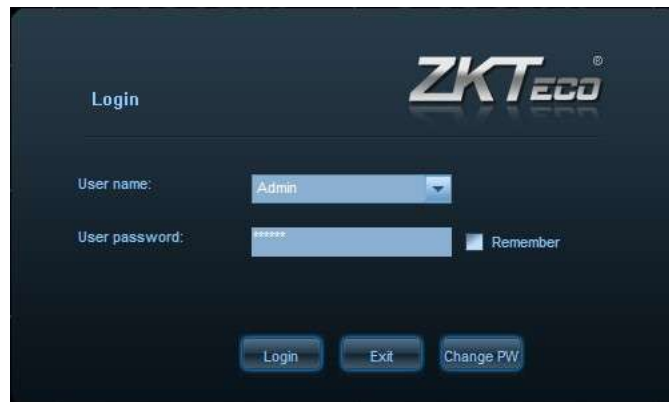 ZKTECO®
Login
User name:
Admin
User password:
******
Remember
Login
Exit
Change PW